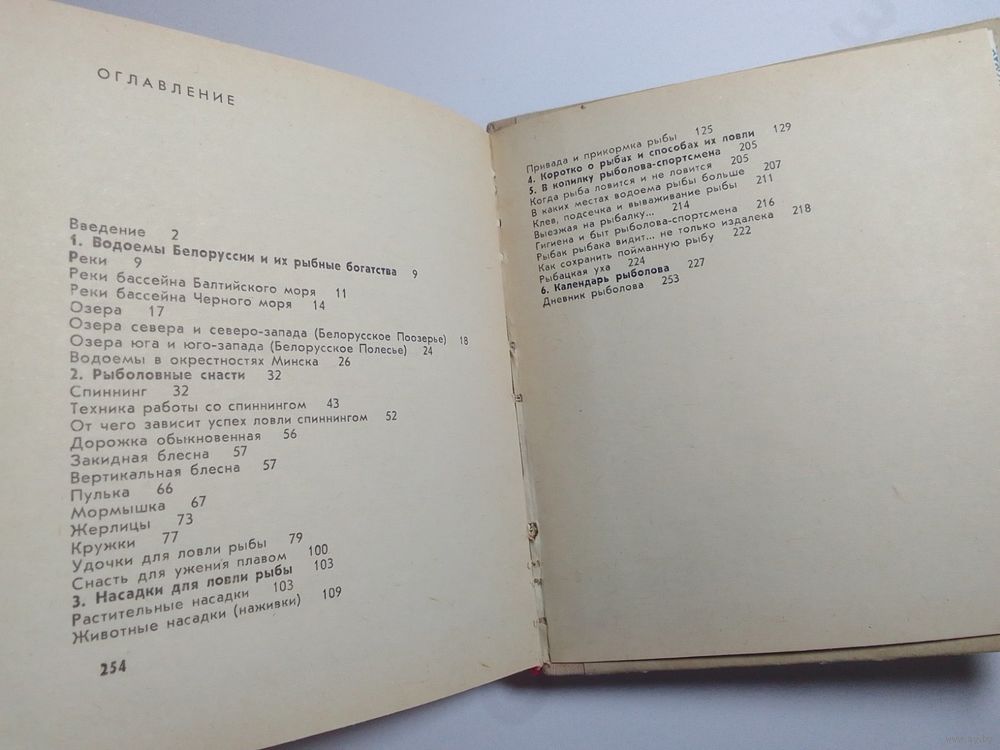 ОГЛАВЛЕНИЕ
Введение 2
1. Водоемы Белоруссии и их рыбные богатства 9
Реки 9
Реки бассейна Балтийского моря 11
Реки бассейна Черного моря 14
Озера 17
Озера севера и северо-запада (Белорусское Поозерье) 18
Озера юга и юго-запада (Белорусское Полесье) 24
Водоемы в окрестностях Минска 26
2. Рыболовные снасти 32
Спиннинг 32
Техника работы со спиннингом 43
От чего зависит успех ловли спиннингом 52
Дорожка обыкновенная 56
Закидная блесна 57
Вертикальная блесна 57
Пулька 66
Мормышка 67
Жерлицы 73
Кружки 77
Удочки для ловли рыбы 79
Снасть для ужения плавом 100
3. Насадки для ловли рыбы 103
Растительные насадки 103
Животные насадки (наживки) 109
254
Привада и прикормка рыбы 125
4. Коротко о рыбах и способах их ловли 129
5. В копилку рыболова-спортсмена 205
Когда рыба ловится и не ловится 205
В каких местах водоема рыбы больше 207
Клев, подсечка и вываживание рыбы 211
Выезжая на рыбалку... 214
Гигиена и быт рыболова-спортсмена 216
Рыбак рыбака видит... не только издалека 218
Как сохранить пойманную рыбу 222
Рыбацкая уха 224
6. Календарь рыболова 227
Дневник рыболова 253